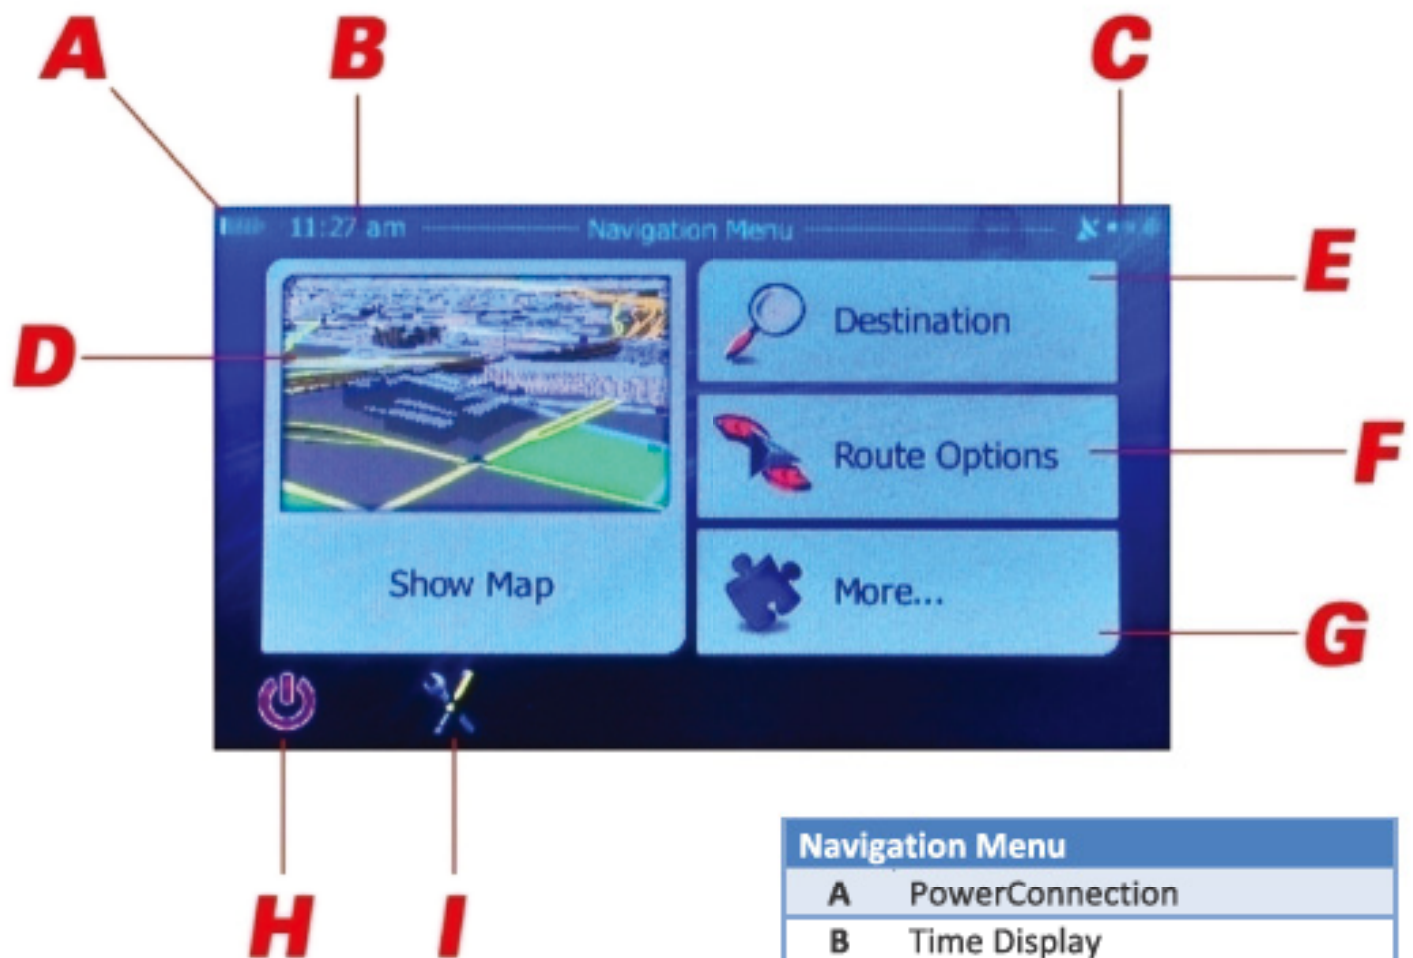 A
B
C
11:27 am
Navigation Menu
E
D
Destination
Route Options
F
Show Map
More...
G
H
I
Navigation Menu
A PowerConnection
B Time Display